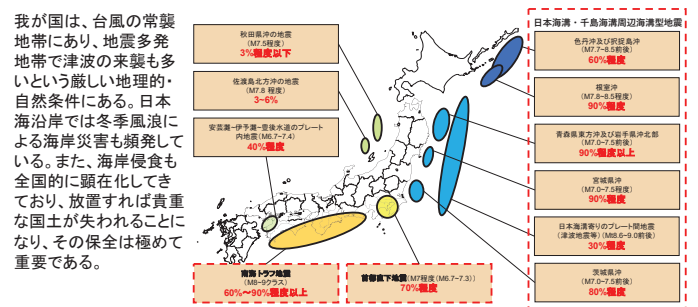 我が国は、台風の常襲
地帯にあり、地震多発
地帯で津波の来襲も多
いという厳しい地理的・
自然条件にある。日本
海沿岸では冬季風浪に
よる海岸災害も頻発して
いる。また、海岸侵食も
全国的に顕在化してき
ており、放置すれば貴重
な国土が失われることに
なり、その保全は極めて
重要である。
秋田県沖の地震
(M7.5程度)
3%程度以下
佐渡島北方沖の地震
(M7.8 程度)
3~6%
安芸灘−伊予灘−豊後水道のプレート
内地震(M6.7~7.4)
40%程度
南海トラフ地震
(M8~9クラス)
60%~90%程度以上
首都直下地震(M7程度(M6.7~7.3))
70%程度
日本海溝・千島海溝周辺海溝型地震
色丹沖及び択捉島沖
(M7.7~8.5前後)
60%程度
根室沖
(M7.8~8.5程度)
90%程度
青森県東方沖及び岩手県沖北部
(M7.0~7.5前後)
90%程度以上
宮城県沖
(M7.0~7.5程度)
90%程度
日本海溝寄りのプレート間地震
(津波地震等)(Mt8.6~9.0前後)
30%程度
茨城県沖
(M7.0~7.5前後)
80%程度